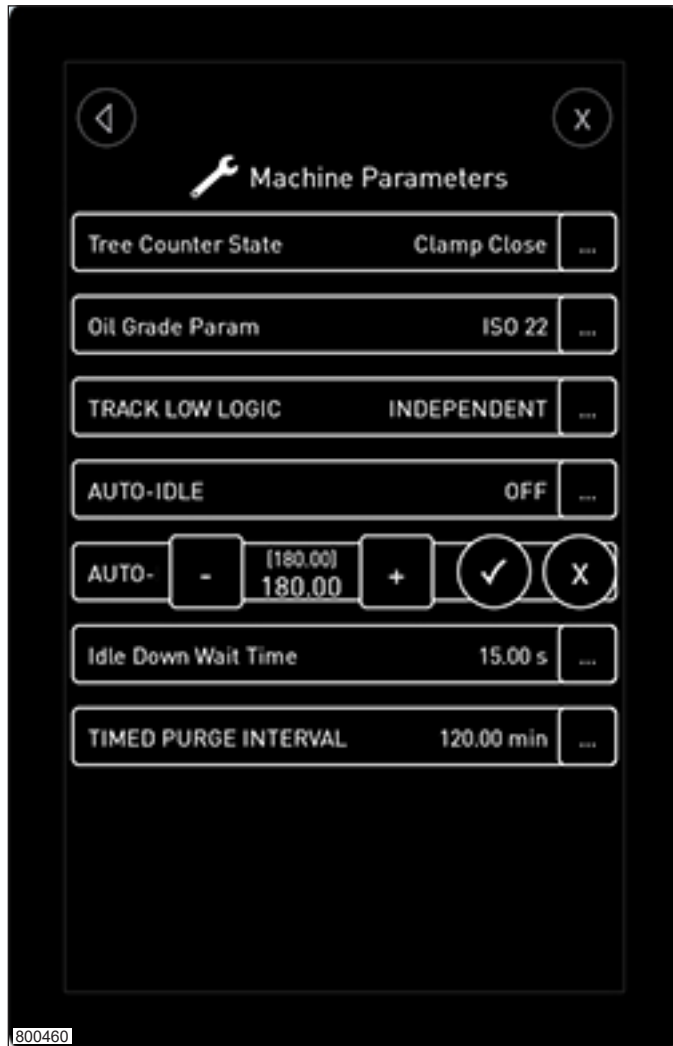 X
Machine Parameters
Tree Counter State Clamp Close ...
Oil Grade Param ISO 22 ...
TRACK LOW LOGIC INDEPENDENT ...
AUTO-IDLE OFF ...
AUTO- - [180.00] + X
180.00
Idle Down Wait Time 15.00 s ...
TIMED PURGE INTERVAL 120.00 min ...
800460